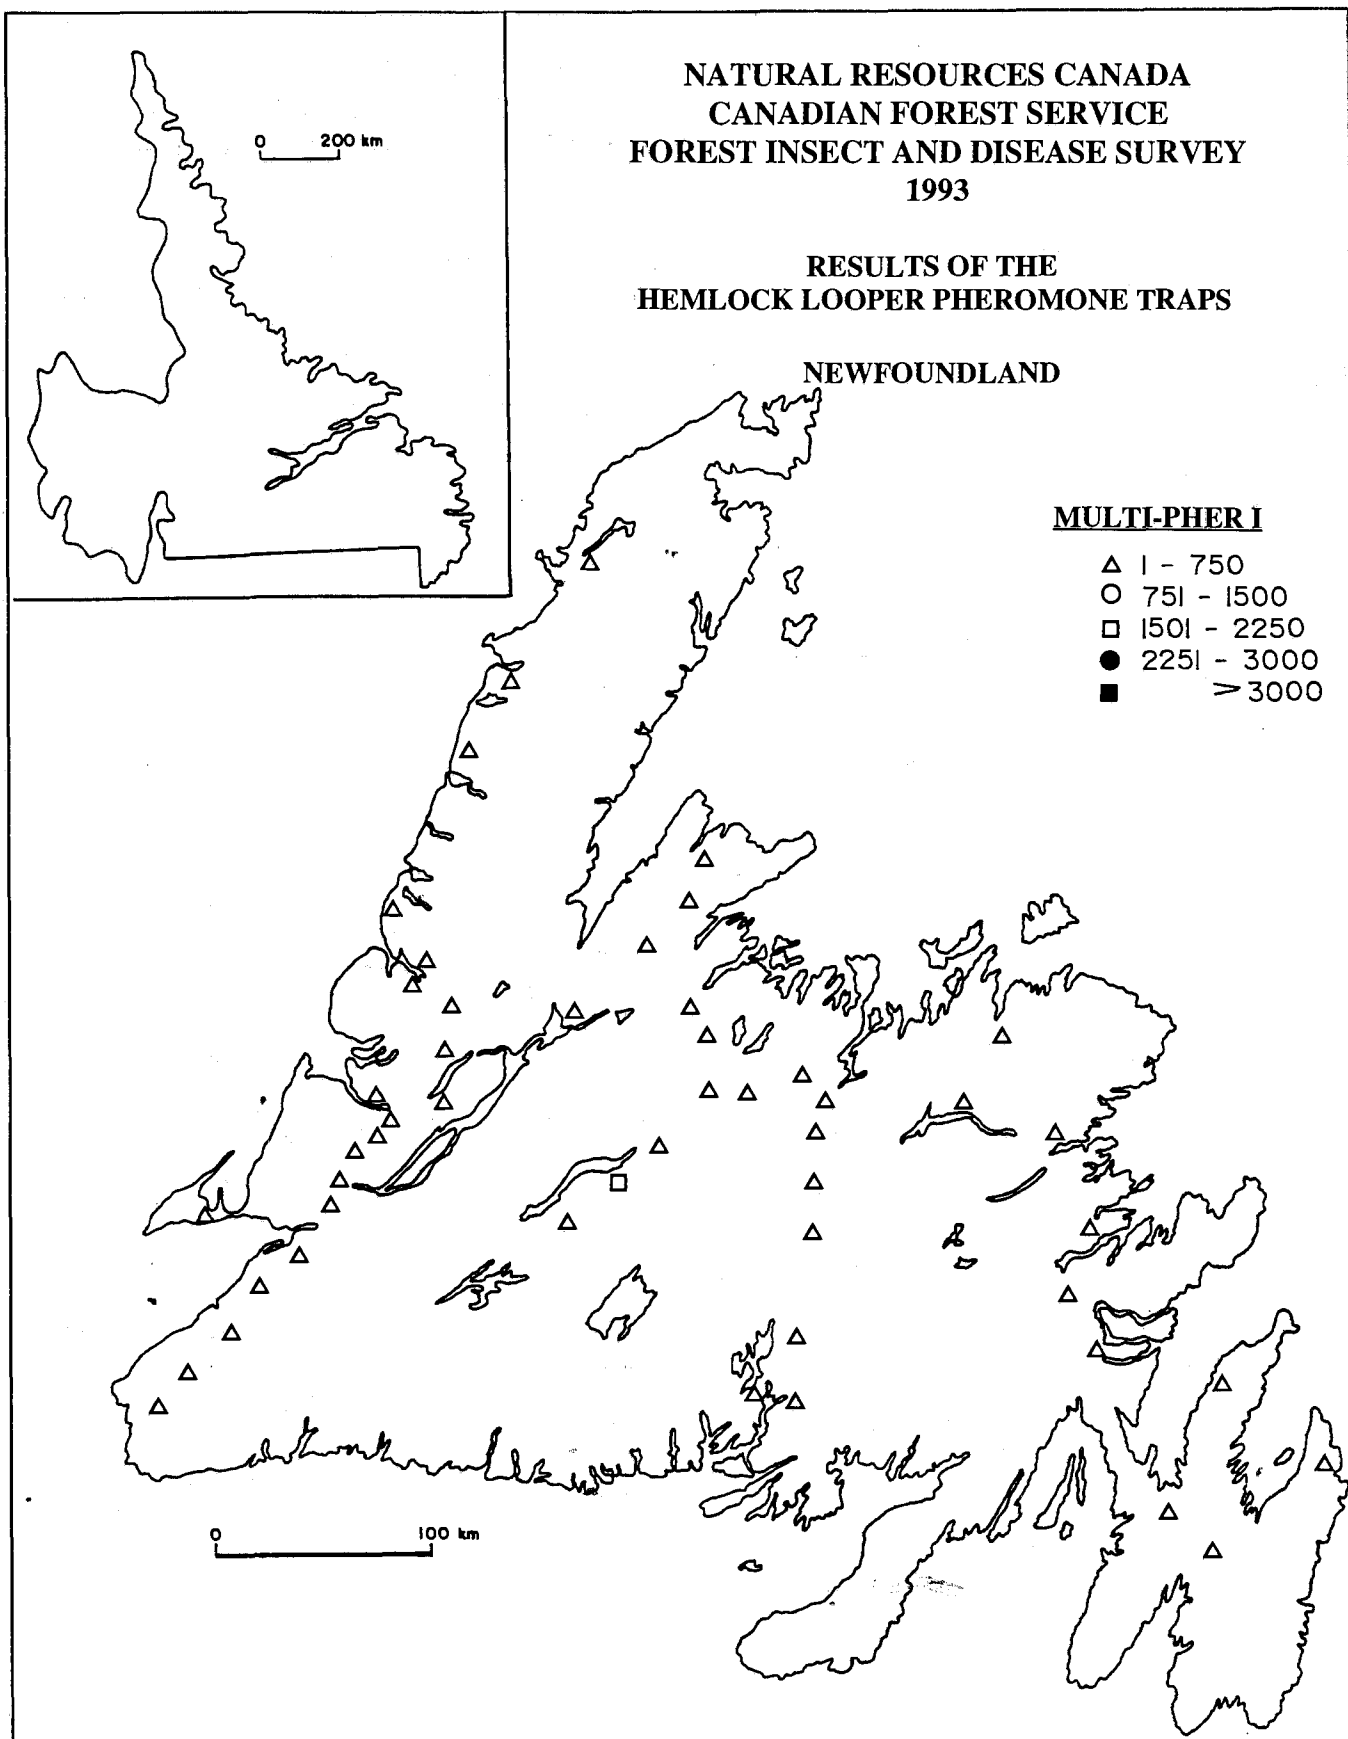 NATURAL RESOURCES CANADA
CANADIAN FOREST SERVICE
FOREST INSECT AND DISEASE SURVEY
1993
RESULTS OF THE
HEMLOCK LOOPER PHEROMONE TRAPS
NEWFOUNDLAND
0 200 km
MULTI-PHER I
△ 1 - 750
○ 751 - 1500
□ 1501 - 2250
● 2251 - 3000
■ > 3000
0 100 km